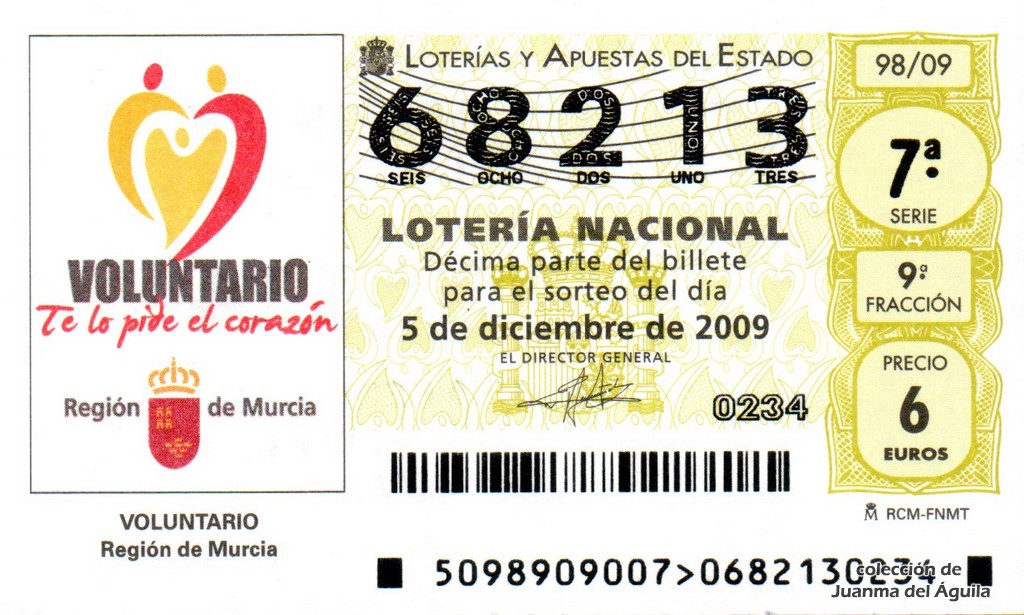 VOLUNTARIO
Te lo pide el corazón
Región de Murcia
VOLUNTARIO
Región de Murcia
LOTERÍAS Y APUESTAS DEL ESTADO
68213
SEIS OCHO DOS UNO TRES
LOTERÍA NACIONAL
Décima parte del billete
para el sorteo del día
5 de diciembre de 2009
EL DIRECTOR GENERAL
0234
98/09
7ª
SERIE
9ª
FRACCIÓN
PRECIO
6
EUROS
RCM-FNMT
5098909007>0682130234
colección de
Juanma del Águila